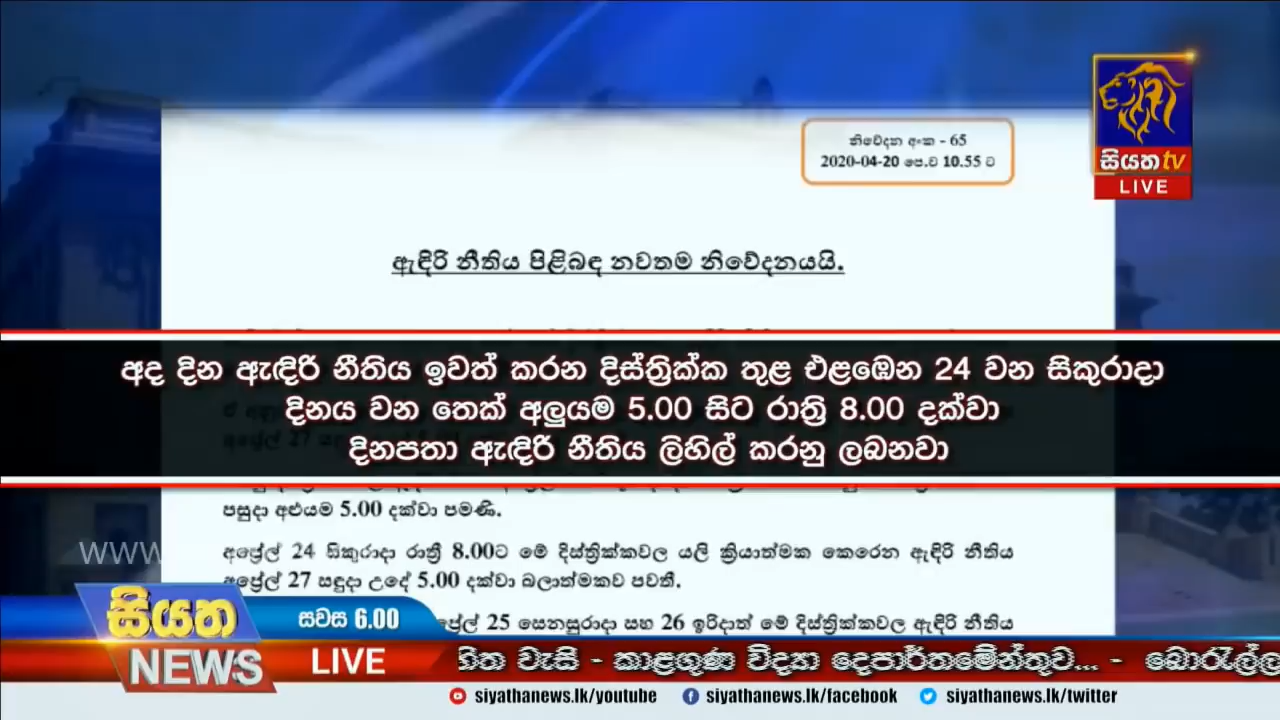 නිවේදන අංක - 65
2020-04-20 පෙ.ව 10.55 ට
සියත tv
LIVE
ඇඳිරි නීතිය පිළිබඳ නවතම නිවේදනයයි.
අද දින ඇඳිරි නීතිය ඉවත් කරන දිස්ත්‍රික්ක තුළ එළඹෙන 24 වන සිකුරාදා
දිනය වන තෙක් අලුයම 5.00 සිට රාත්‍රි 8.00 දක්වා
දිනපතා ඇඳිරි නීතිය ලිහිල් කරනු ලබනවා
පසුදා අළුයම 5.00 දක්වා පමණි.
අප්‍රේල් 24 සිකුරාදා රාත්‍රී 8.00ට මේ දිස්ත්‍රික්කවල යලි ක්‍රියාත්මක කෙරෙන ඇඳිරි නීතිය
අප්‍රේල් 27 සඳුදා උදේ 5.00 දක්වා බලාත්මකව පවතී.
www.
25 සෙනසුරාදා සහ 26 ඉරිදාත් මේ දිස්ත්‍රික්කවල ඇඳිරි නීතිය
සියත
NEWS
සවස 6.00
LIVE
වැසි - කාළගුණ විද්‍යා දෙපාර්තමේන්තුව... -
siyathanews.lk/youtube siyathanews.lk/facebook siyathanews.lk/twitter